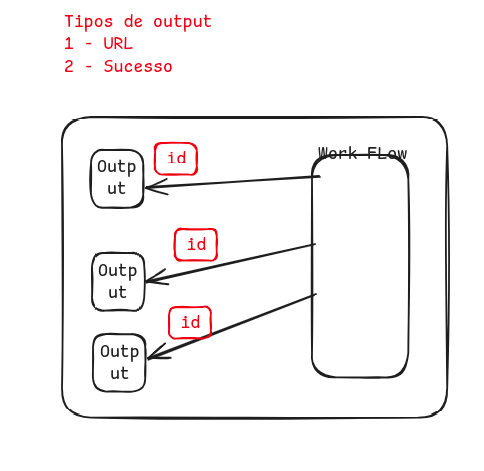 Tipos de output
1 - URL
2 - Sucesso
Work FLow
Outp
ut
id
Outp
ut
id
Outp
ut
id